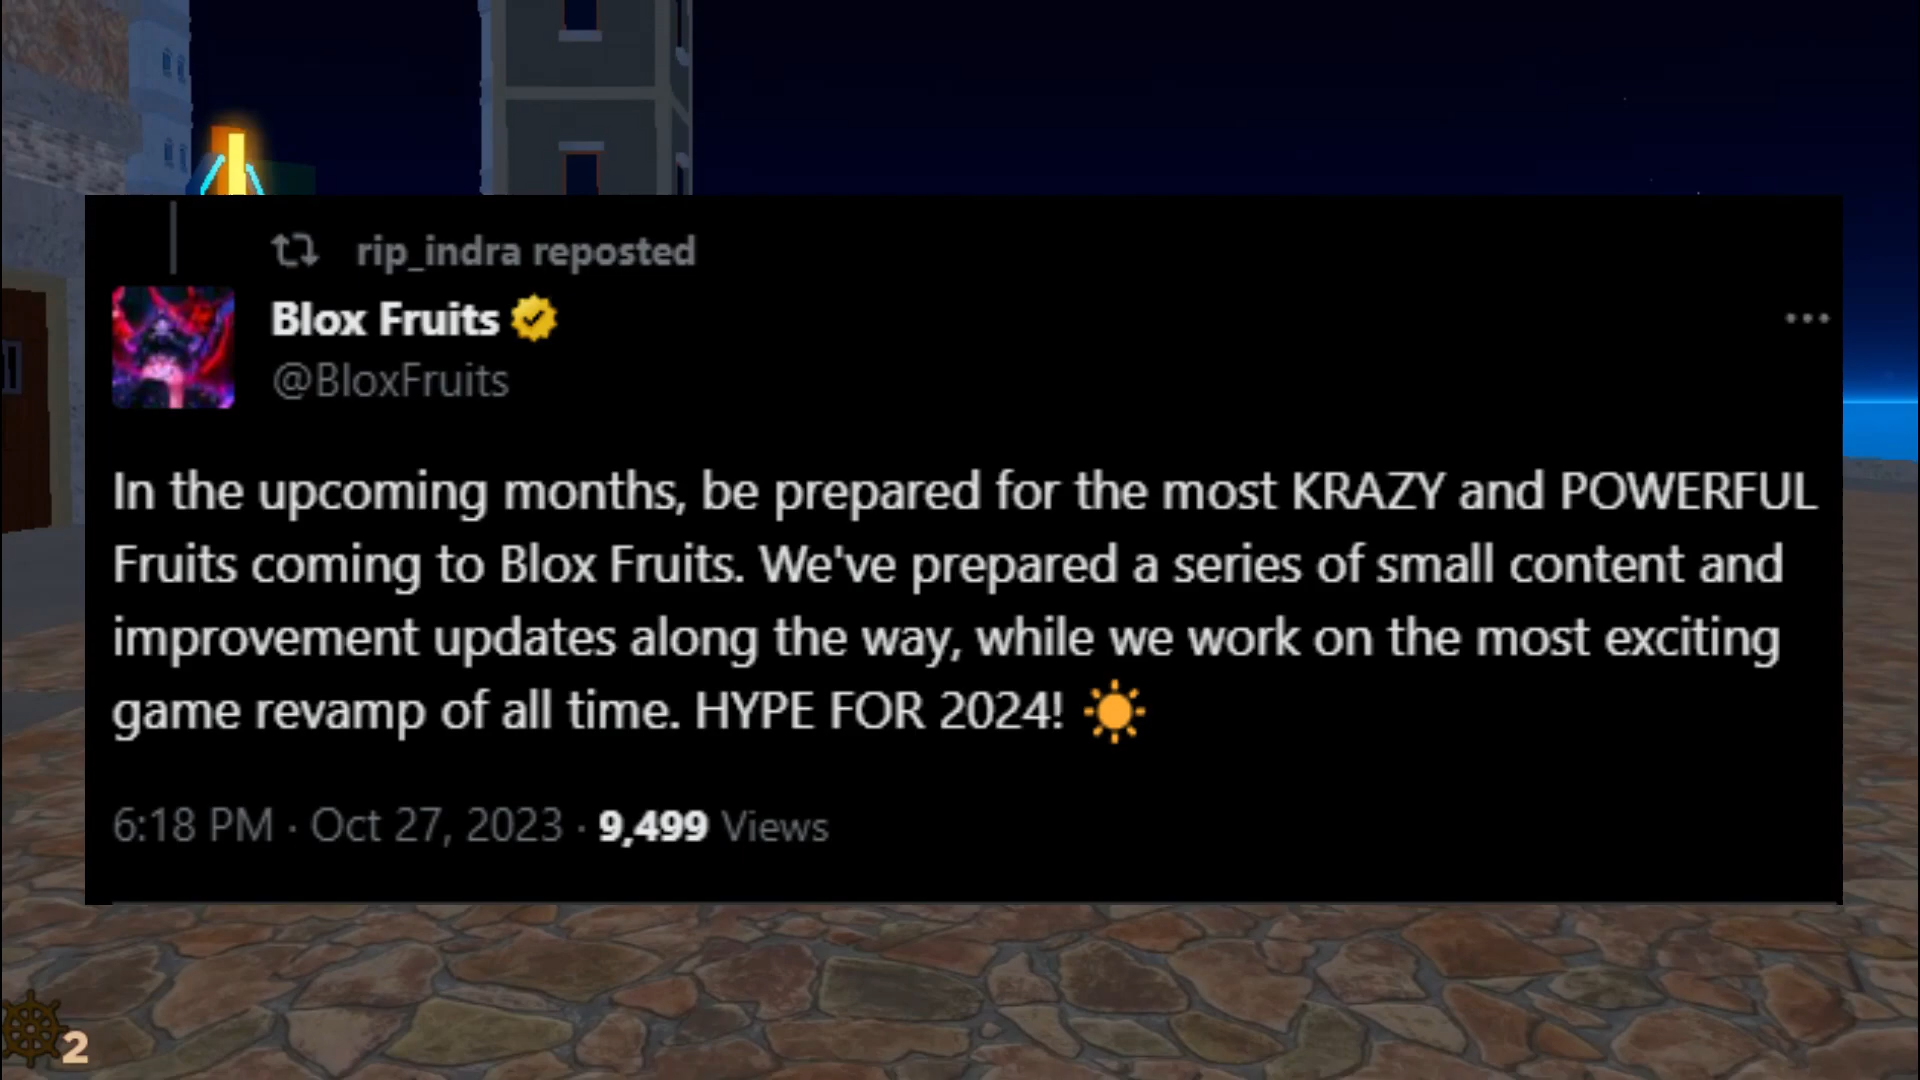 rip_indra reposted
Blox Fruits
@BloxFruits
In the upcoming months, be prepared for the most KRAZY and POWERFUL
Fruits coming to Blox Fruits. We've prepared a series of small content and
improvement updates along the way, while we work on the most exciting
game revamp of all time. HYPE FOR 2024! ☀️
6:18 PM · Oct 27, 2023 · 9,499 Views
2